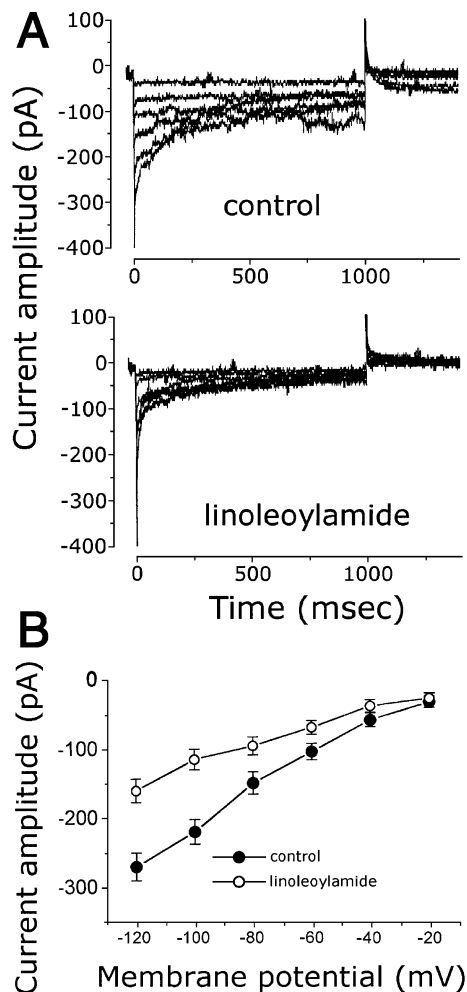 A
Current amplitude (pA)
100
0
-100
-200
-300
-400
control
0
500
1000
100
0
-100
-200
-300
-400
linoleoylamide
0
500
1000
Time (msec)
B
Current amplitude (pA)
0
-100
-200
-300
control
linoleoylamide
-120
-100
-80
-60
-40
-20
Membrane potential (mV)